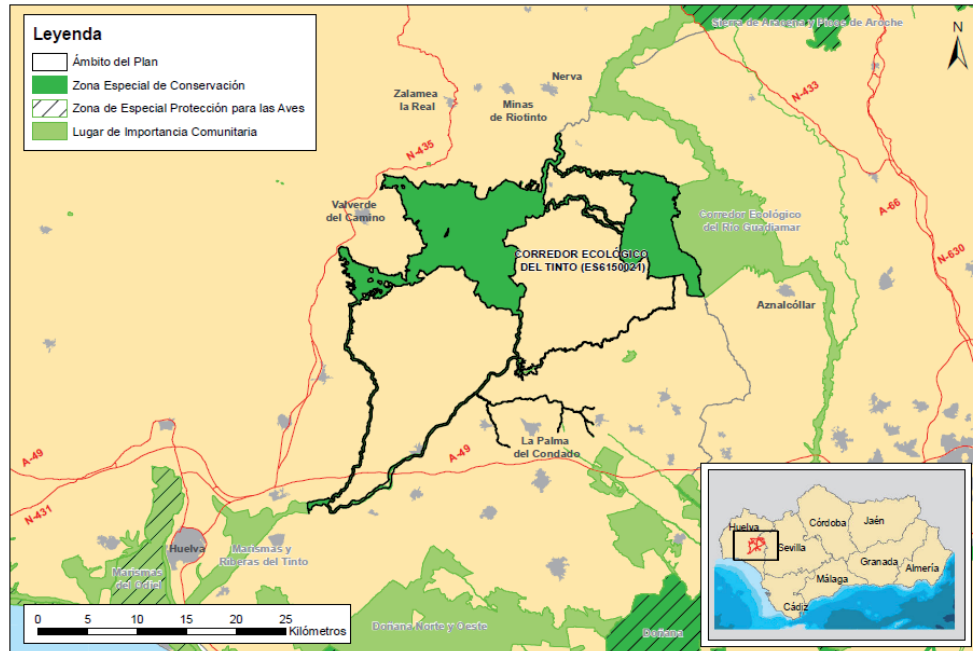 Leyenda
Ámbito del Plan
Zona Especial de Conservación
Zona de Especial Protección para las Aves
Lugar de Importancia Comunitaria
Sierra de Aracena y Picos de Aroche
N
N-433
Nerva
Zalamea
la Real
Minas
de Riotinto
N-435
A-66
Valverde
del Camino
Corredor Ecológico
del Río Guadiamar
N-630
CORREDOR ECOLÓGICO
DEL TINTO (ES6150021)
Aznalcóllar
La Palma
del Condado
A-49
A-49
N-431
Huelva
Marismas y
Riberas del Tinto
Marismas
del Odiel
Doñana Norte y Oeste
Doñana
0 5 10 15 20 25
Kilómetros
Huelva
Córdoba
Jaén
Sevilla
Granada
Almería
Málaga
Cádiz